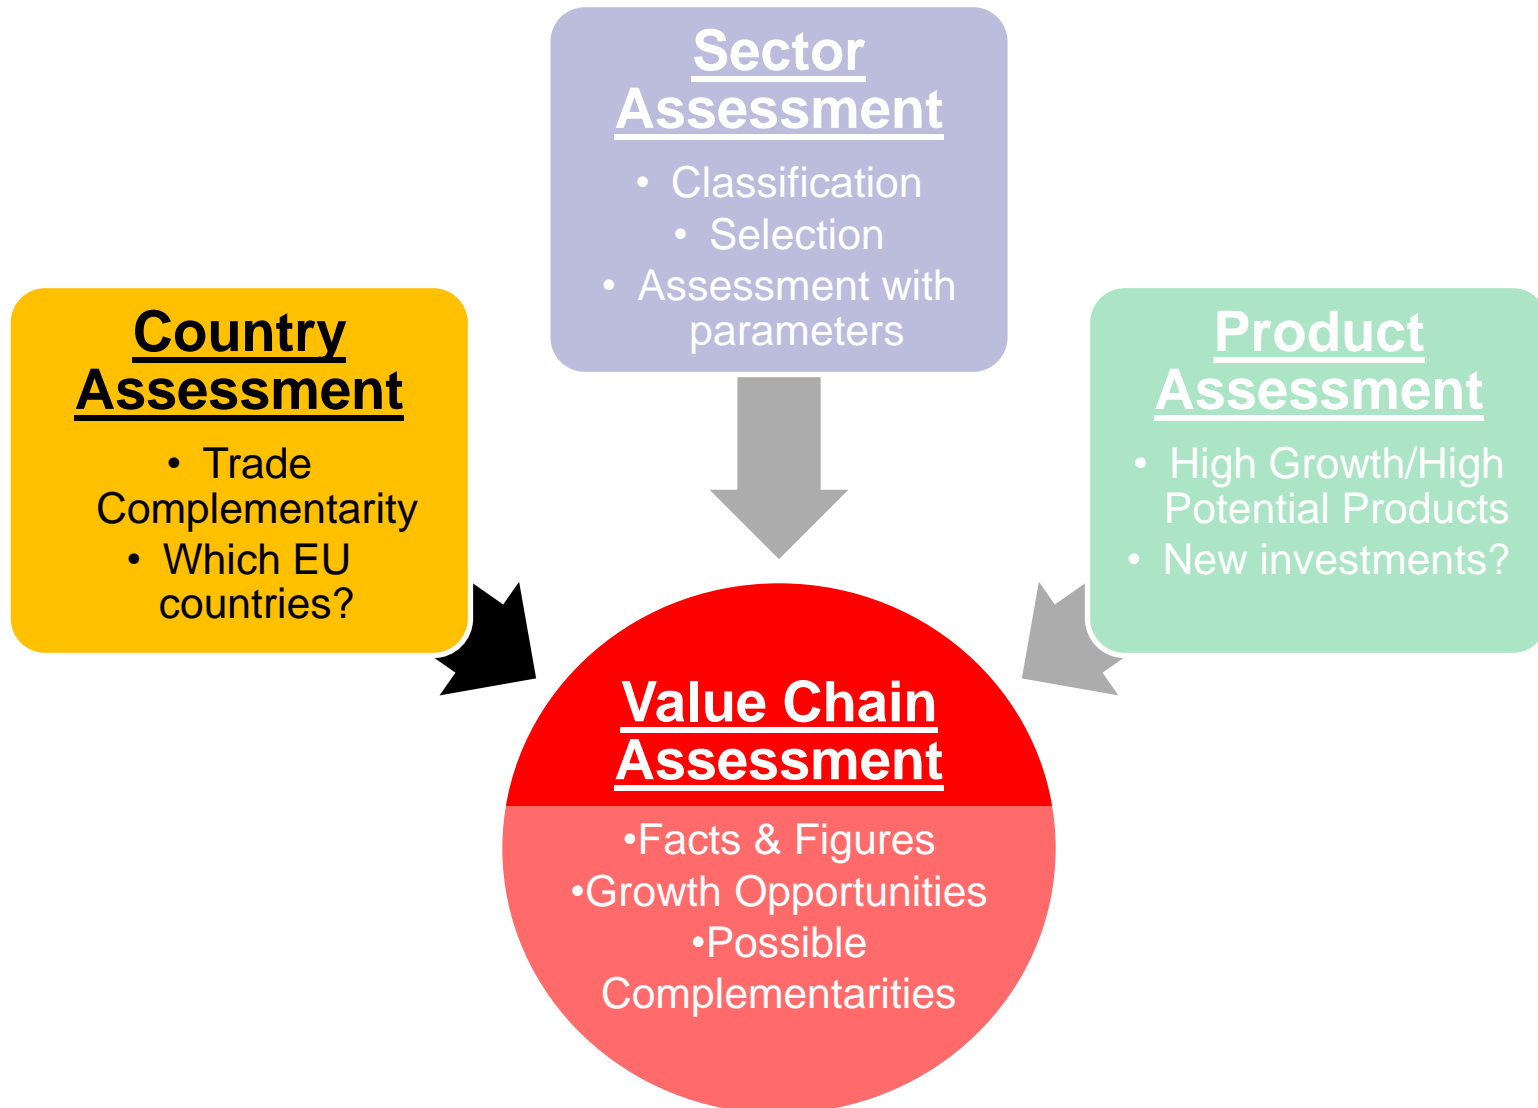 Sector
Assessment
• Classification
• Selection
• Assessment with
parameters
Country
Assessment
• Trade
Complementarity
• Which EU
countries?
Product
Assessment
• High Growth/High
Potential Products
• New investments?
Value Chain
Assessment
•Facts & Figures
•Growth Opportunities
•Possible
Complementarities